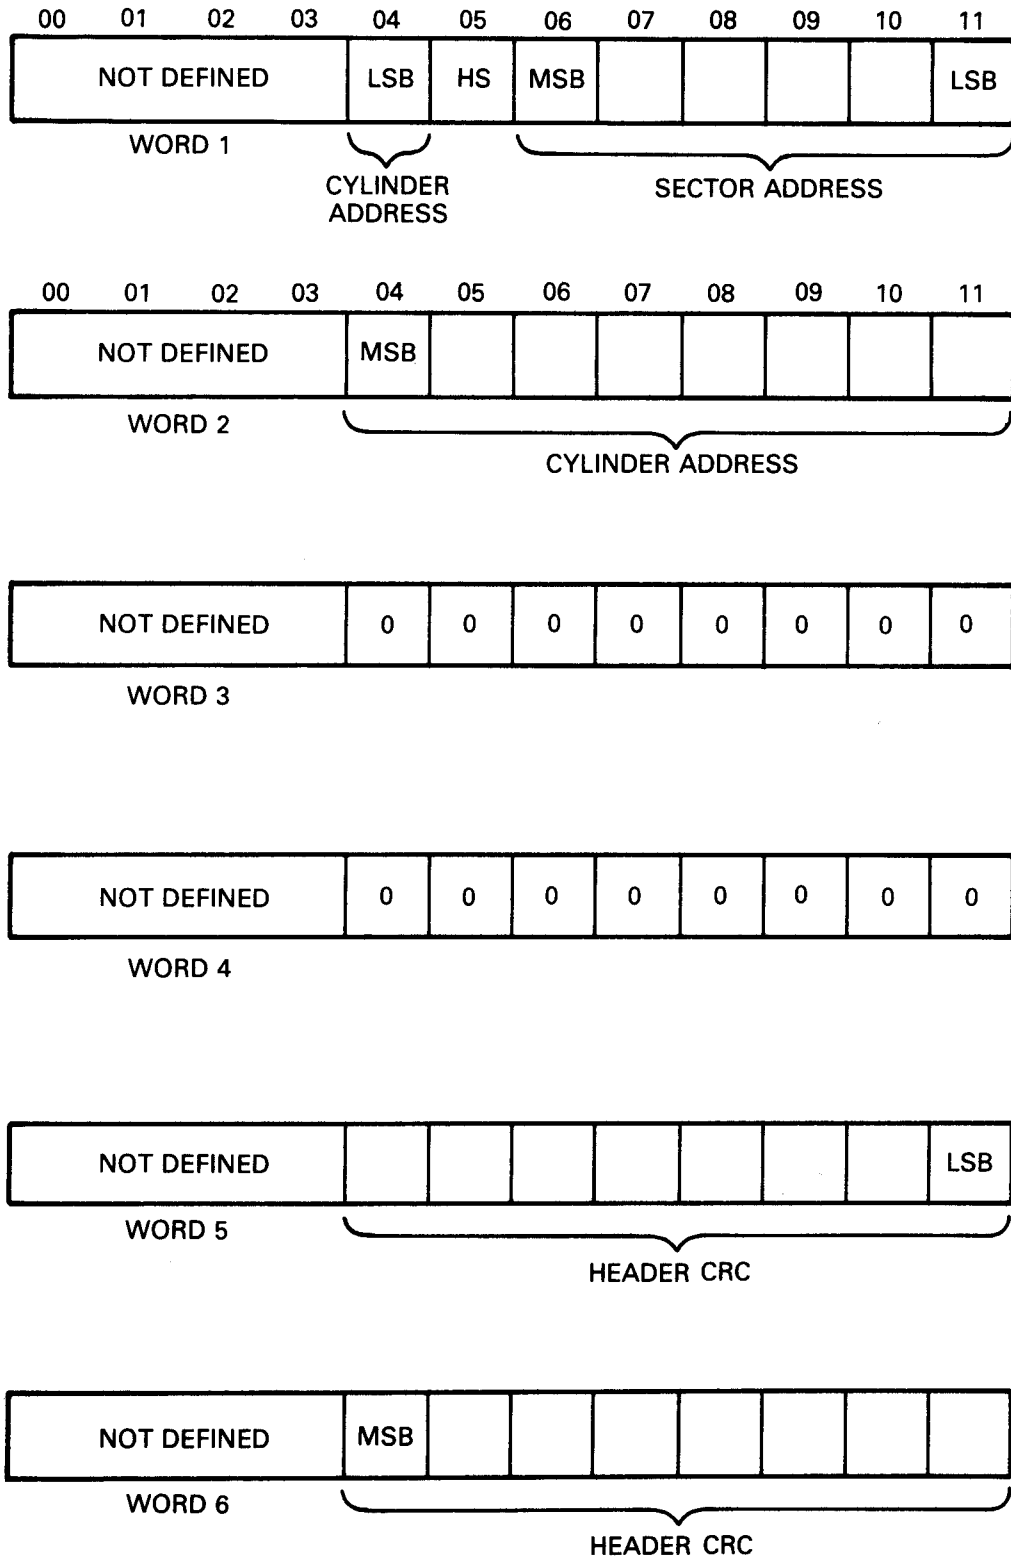 00 01 02 03 04 05 06 07 08 09 10 11
NOT DEFINED LSB HS MSB LSB
WORD 1
CYLINDER ADDRESS
SECTOR ADDRESS
00 01 02 03 04 05 06 07 08 09 10 11
NOT DEFINED MSB
WORD 2
CYLINDER ADDRESS
NOT DEFINED 0 0 0 0 0 0 0 0
WORD 3
NOT DEFINED 0 0 0 0 0 0 0 0
WORD 4
NOT DEFINED LSB
WORD 5
HEADER CRC
NOT DEFINED MSB
WORD 6
HEADER CRC